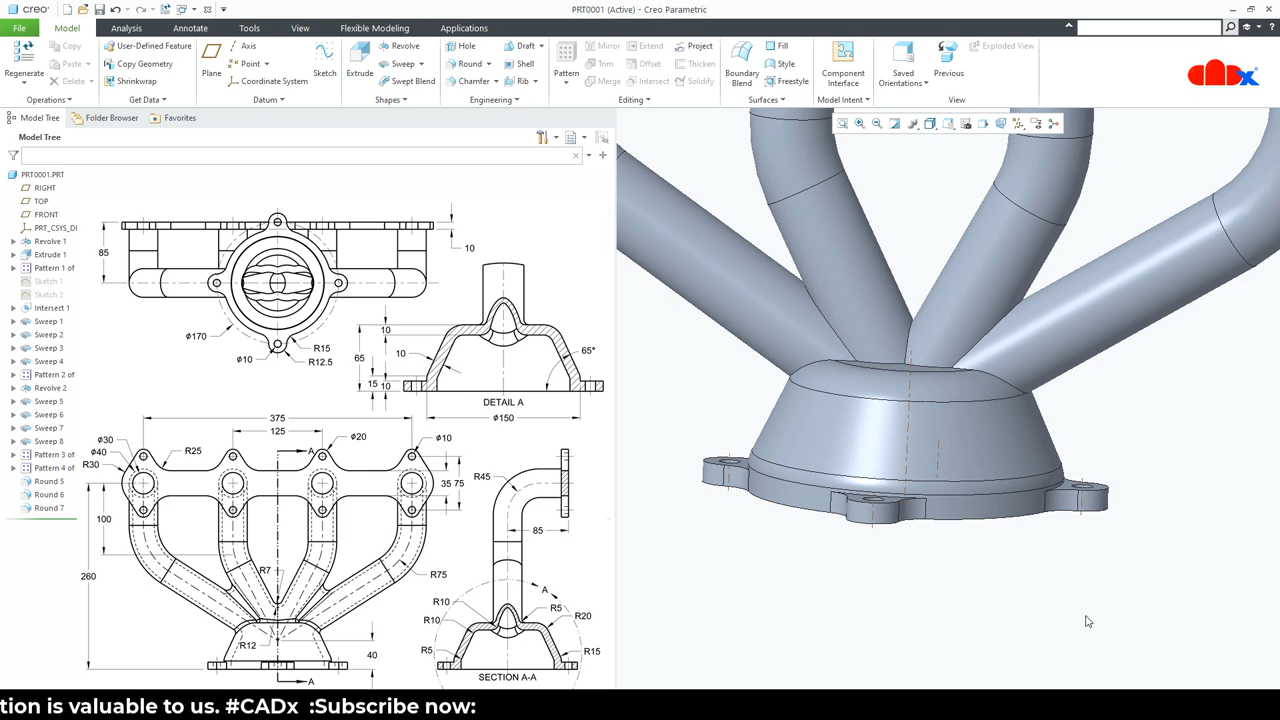 creo
PRT0001 (Active) - Creo Parametric
File Model Analysis Annotate Tools View Flexible Modeling Applications
Regenerate
Copy
Paste
Delete
Operations
User-Defined Feature
Copy Geometry
Shrinkwrap
Get Data
Plane
Axis
Point
Coordinate System
Sketch
Datum
Extrude
Revolve
Sweep
Swept Blend
Shapes
Hole
Round
Chamfer
Draft
Shell
Rib
Engineering
Pattern
Mirror
Trim
Merge
Extend
Offset
Intersect
Project
Thicken
Solidify
Editing
Boundary
Blend
Fill
Style
Freestyle
Surfaces
Component
Interface
Model Intent
Saved
Orientations
Previous
Exploded View
View
CADx
Model Tree Folder Browser Favorites
Model Tree
PRT0001.PRT
RIGHT
TOP
FRONT
PRT_CSYS_DI
Revolve 1
Extrude 1
Pattern 1 of
Sketch 1
Sketch 2
Intersect 1
Sweep 1
Sweep 2
Sweep 3
Sweep 4
Pattern 2 of
Revolve 2
Sweep 5
Sweep 6
Sweep 7
Sweep 8
Pattern 3 of
Pattern 4 of
Round 5
Round 6
Round 7
85
10
ϕ170
ϕ10
R15
R12.5
10
65
10
15
10
65°
DETAIL A
ϕ150
375
125
ϕ30
ϕ40
R30
R25
A
ϕ20
ϕ10
35
75
100
260
R7
R75
R12
40
A
R45
85
A
R10
R10
R5
R5
R20
R15
SECTION A-A
tion is valuable to us. #CADx :Subscribe now: